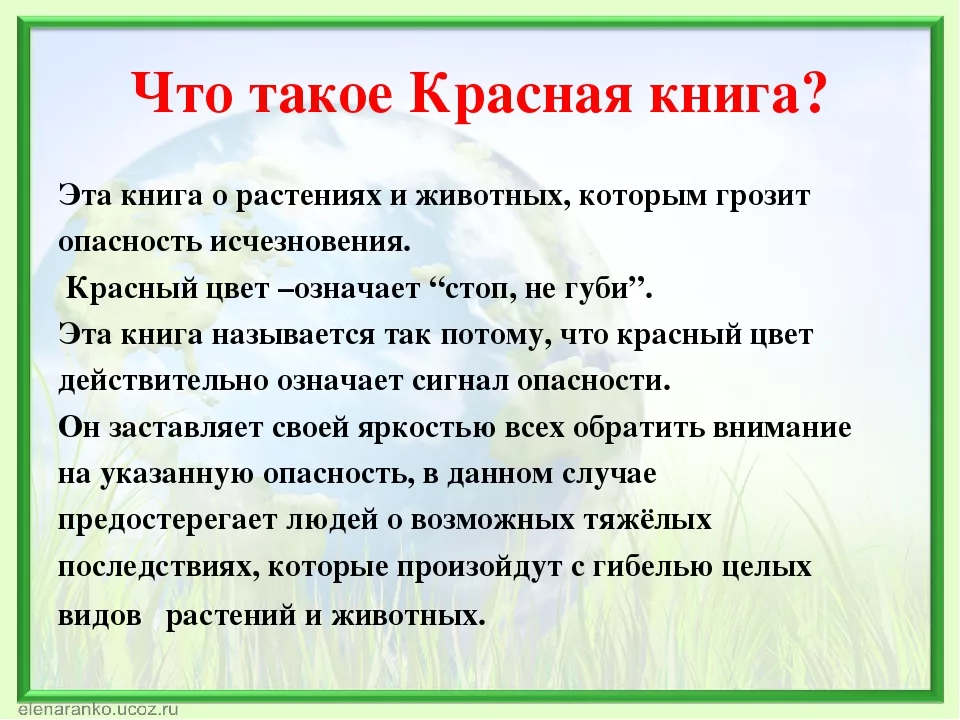 Что такое Красная книга?
Эта книга о растениях и животных, которым грозит
опасность исчезновения.
Красный цвет –означает “стоп, не губи”.
Эта книга называется так потому, что красный цвет
действительно означает сигнал опасности.
Он заставляет своей яркостью всех обратить внимание
на указанную опасность, в данном случае
предостерегает людей о возможных тяжёлых
последствиях, которые произойдут с гибелью целых
видов растений и животных.
elenaranko.ucoz.ru